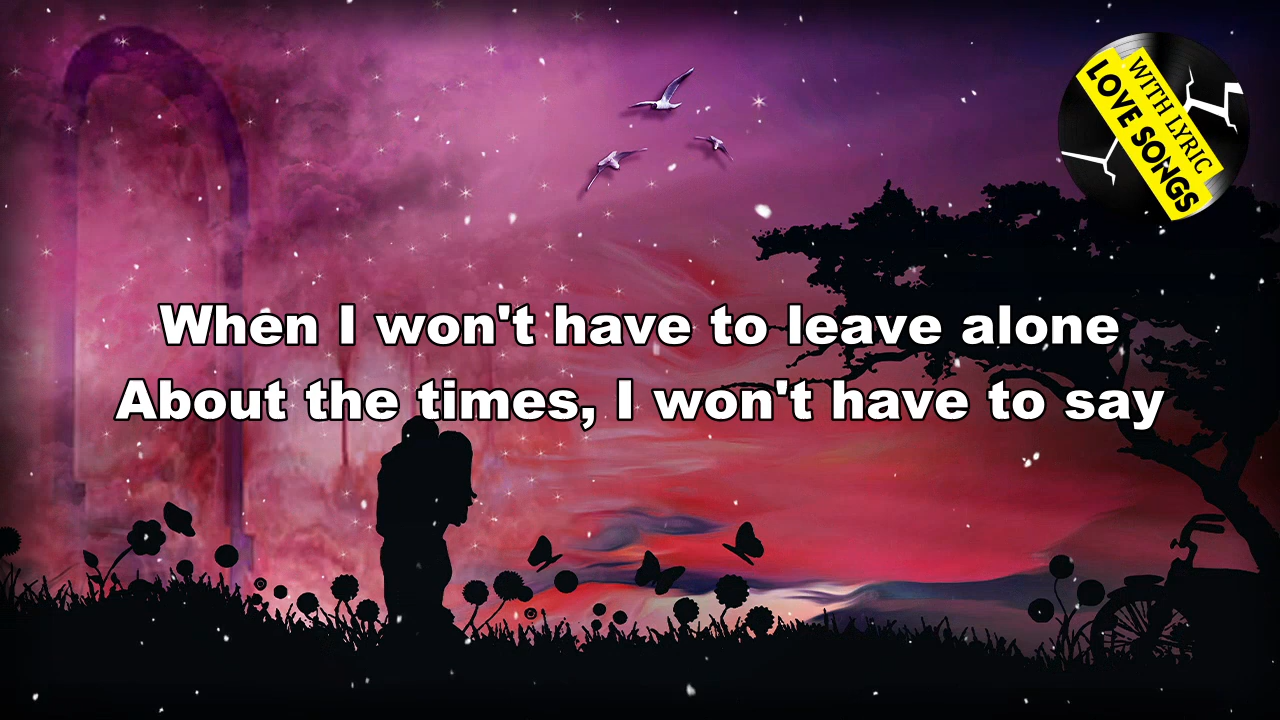 WITH LYRIC
LOVE SONGS
When I won't have to leave alone
About the times, I won't have to say